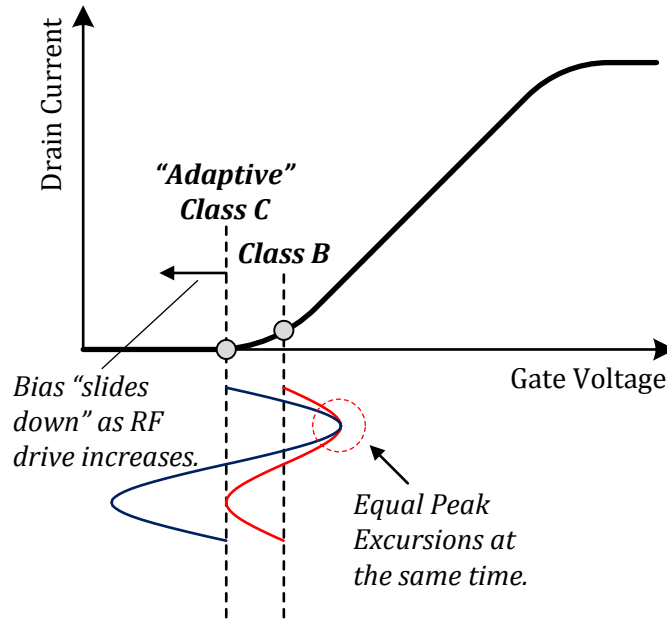 Drain Current
“Adaptive”
Class C
Class B
Gate Voltage
Bias “slides
down” as RF
drive increases.
Equal Peak
Excursions at
the same time.